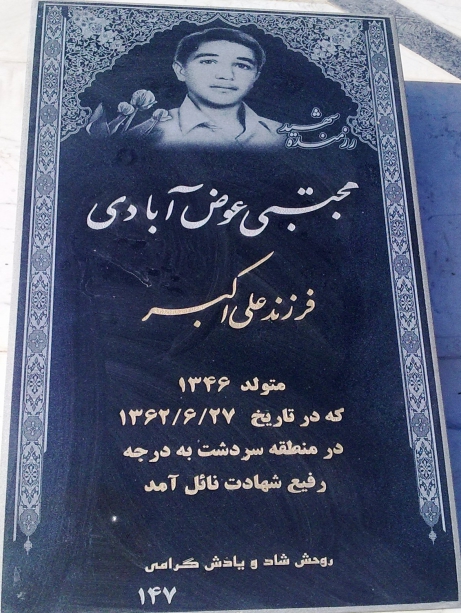 شهید
رزمنده
مجتبی عوض آبادی
فرزند علی اکبر
متولد ۱۳۴۶
که در تاریخ ۱۳۶۲/۶/۲۷
در منطقه سردشت به درجه
رفیع شهادت نائل آمد
روحش شاد و یادش گرامی
۱۴۷